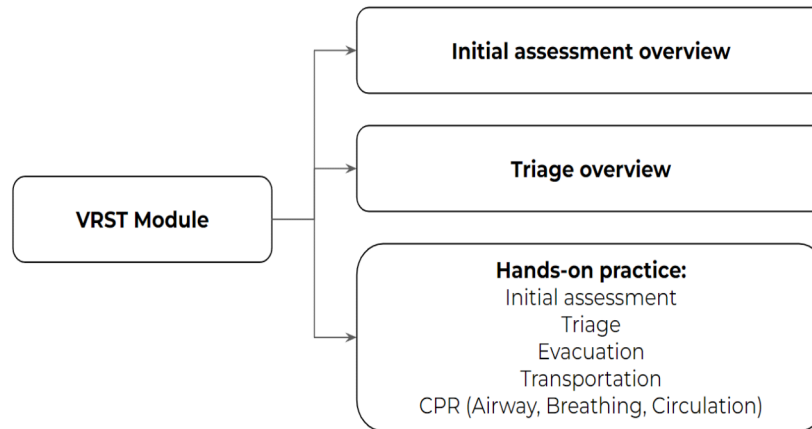 VRST Module
Initial assessment overview
Triage overview
Hands-on practice:
Initial assessment
Triage
Evacuation
Transportation
CPR (Airway, Breathing, Circulation)